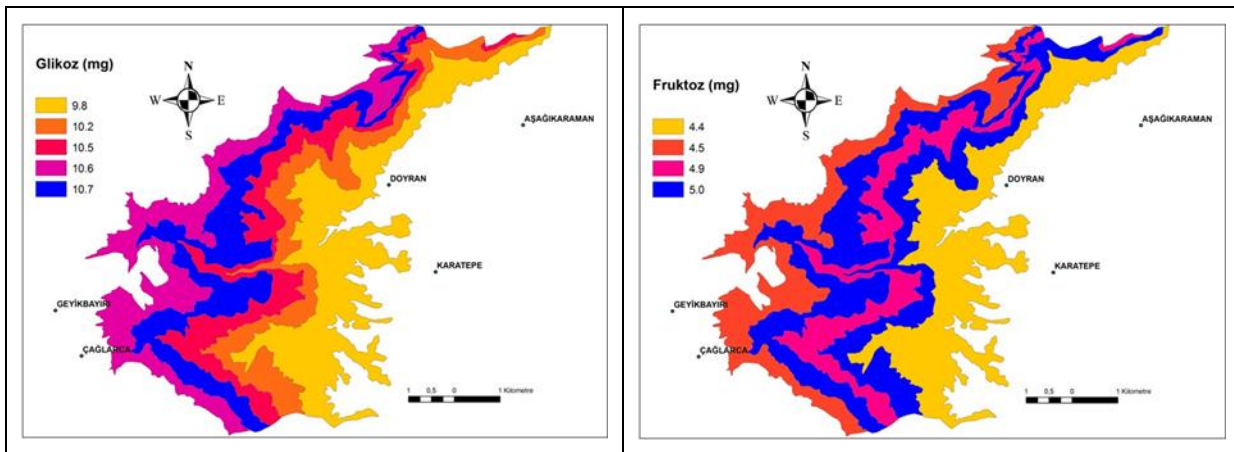 Glikoz (mg)
N
W E
S
9.8
10.2
10.5
10.6
10.7
AŞAĞIKARAMAN
DOYRAN
KARATEPE
GEYİKBAYIRI
ÇAĞLARCA
1 0,5 0 1 Kilometre
Fruktoz (mg)
N
W E
S
4.4
4.5
4.9
5.0
AŞAĞIKARAMAN
DOYRAN
KARATEPE
GEYİKBAYIRI
ÇAĞLARCA
1 0,5 0 1 Kilometre